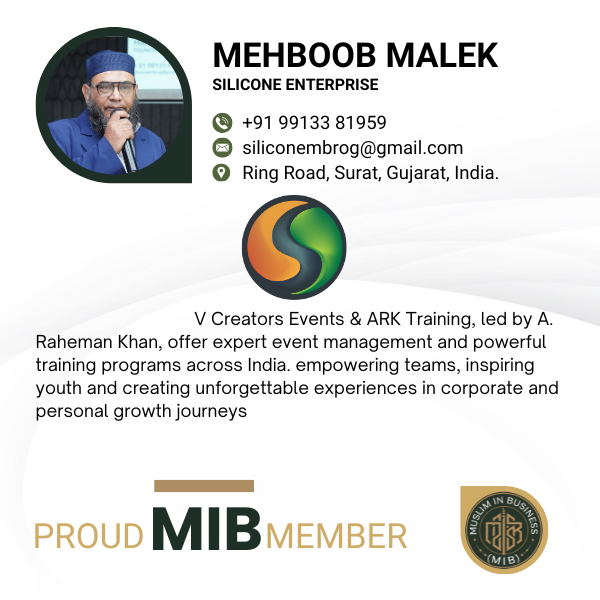 MEHBOOB MALEK
SILICONE ENTERPRISE
+91 99133 81959
siliconembrog@gmail.com
Ring Road, Surat, Gujarat, India.
V Creators Events & ARK Training, led by A.
Raheman Khan, offer expert event management and powerful
training programs across India. empowering teams, inspiring
youth and creating unforgettable experiences in corporate and
personal growth journeys
PROUD MIB MEMBER
MUSLIM IN BUSINESS
(MIB)